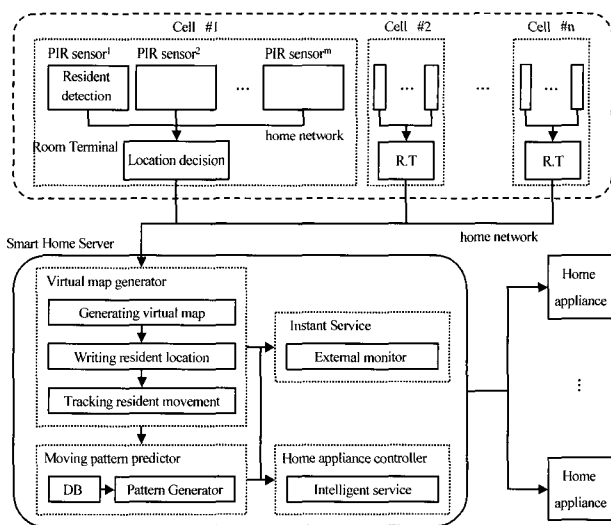 Cell #1
Cell #2
Cell #n
PIR sensor1
PIR sensor2
PIR sensorm
Resident
detection
...
...
...
...
...
home network
Room Terminal
Location decision
R.T
R.T
home network
Smart Home Server
Virtual map generator
Generating virtual map
Writing resident location
Tracking resident movement
Instant Service
External monitor
Moving pattern predictor
DB
Pattern Generator
Home appliance controller
Intelligent service
Home
appliance
...
Home
appliance